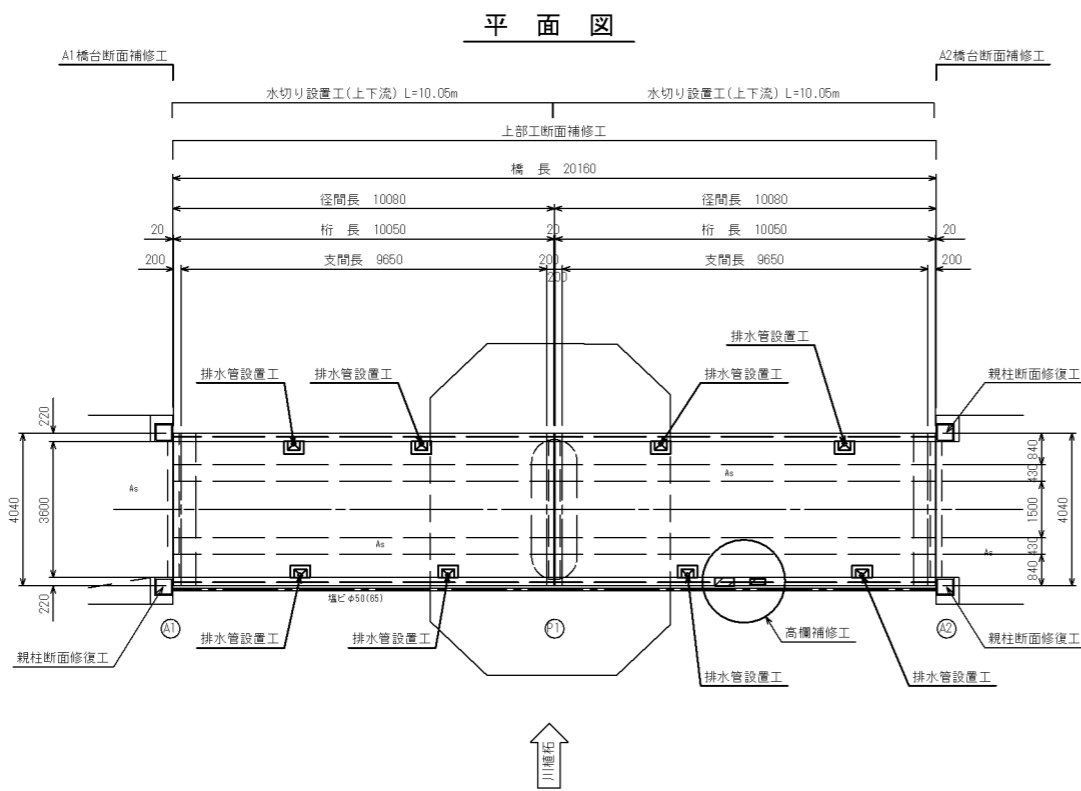 平面図
A1橋台断面補修工
A2橋台断面補修工
水切り設置工(上下流) L=10.05m
水切り設置工(上下流) L=10.05m
上部工断面補修工
橋 長 20160
径間長 10080
径間長 10080
20
桁 長 10050
20
桁 長 10050
20
200
支間長 9650
200
200
支間長 9650
200
排水管設置工
排水管設置工
排水管設置工
排水管設置工
親柱断面修復工
220
3600
220
4040
840
430
1500
430
840
4040
As
As
As
As
塩ビφ50(65)
A1
P1
A2
排水管設置工
排水管設置工
高欄補修工
親柱断面修復工
親柱断面修復工
排水管設置工
排水管設置工
川植柘